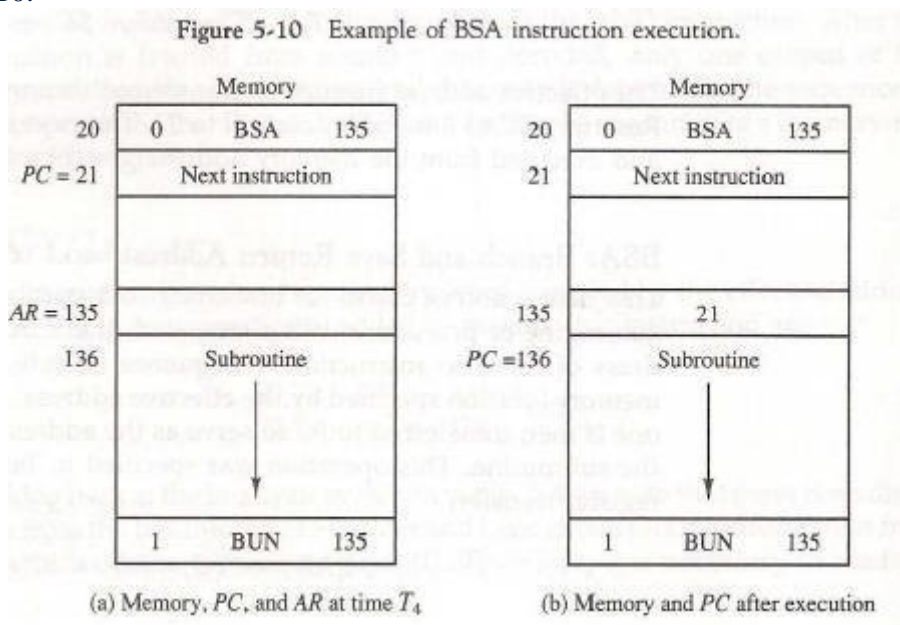 Figure 5-10 Example of BSA instruction execution.
Memory
20 0 BSA 135
PC = 21 Next instruction
AR = 135
136 Subroutine
1 BUN 135
(a) Memory, PC, and AR at time T4
Memory
20 0 BSA 135
21 Next instruction
135 21
PC =136 Subroutine
1 BUN 135
(b) Memory and PC after execution